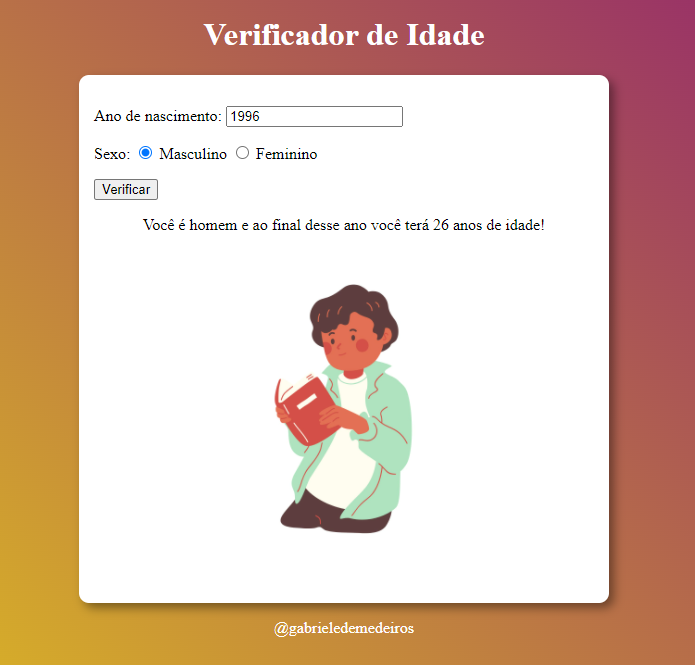 Verificador de Idade
Ano de nascimento: 1996
Sexo: Masculino Feminino
Verificar
Você é homem e ao final desse ano você terá 26 anos de idade!
@gabrieledemedeiros